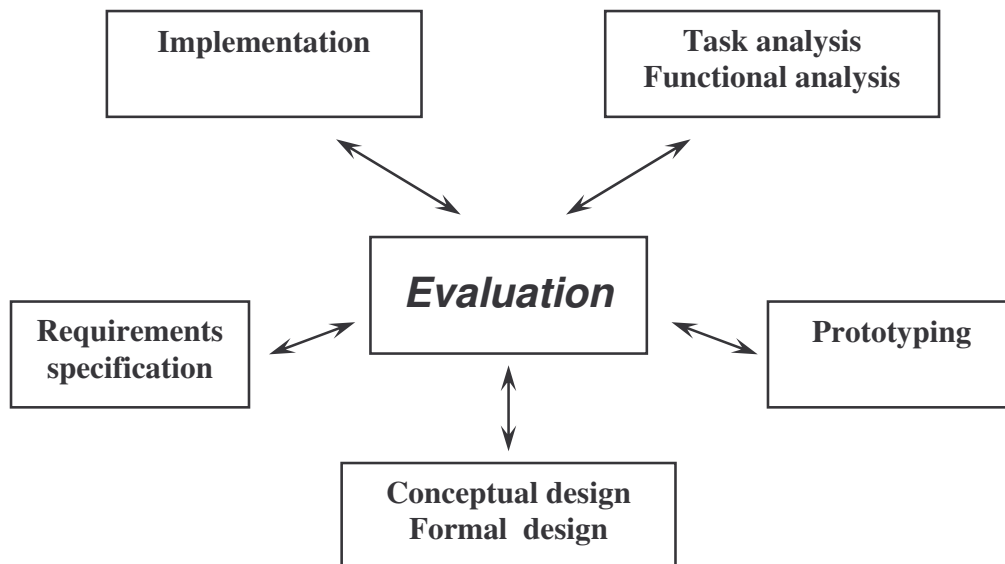 Implementation
Task analysis
Functional analysis
Evaluation
Requirements
specification
Prototyping
Conceptual design
Formal design